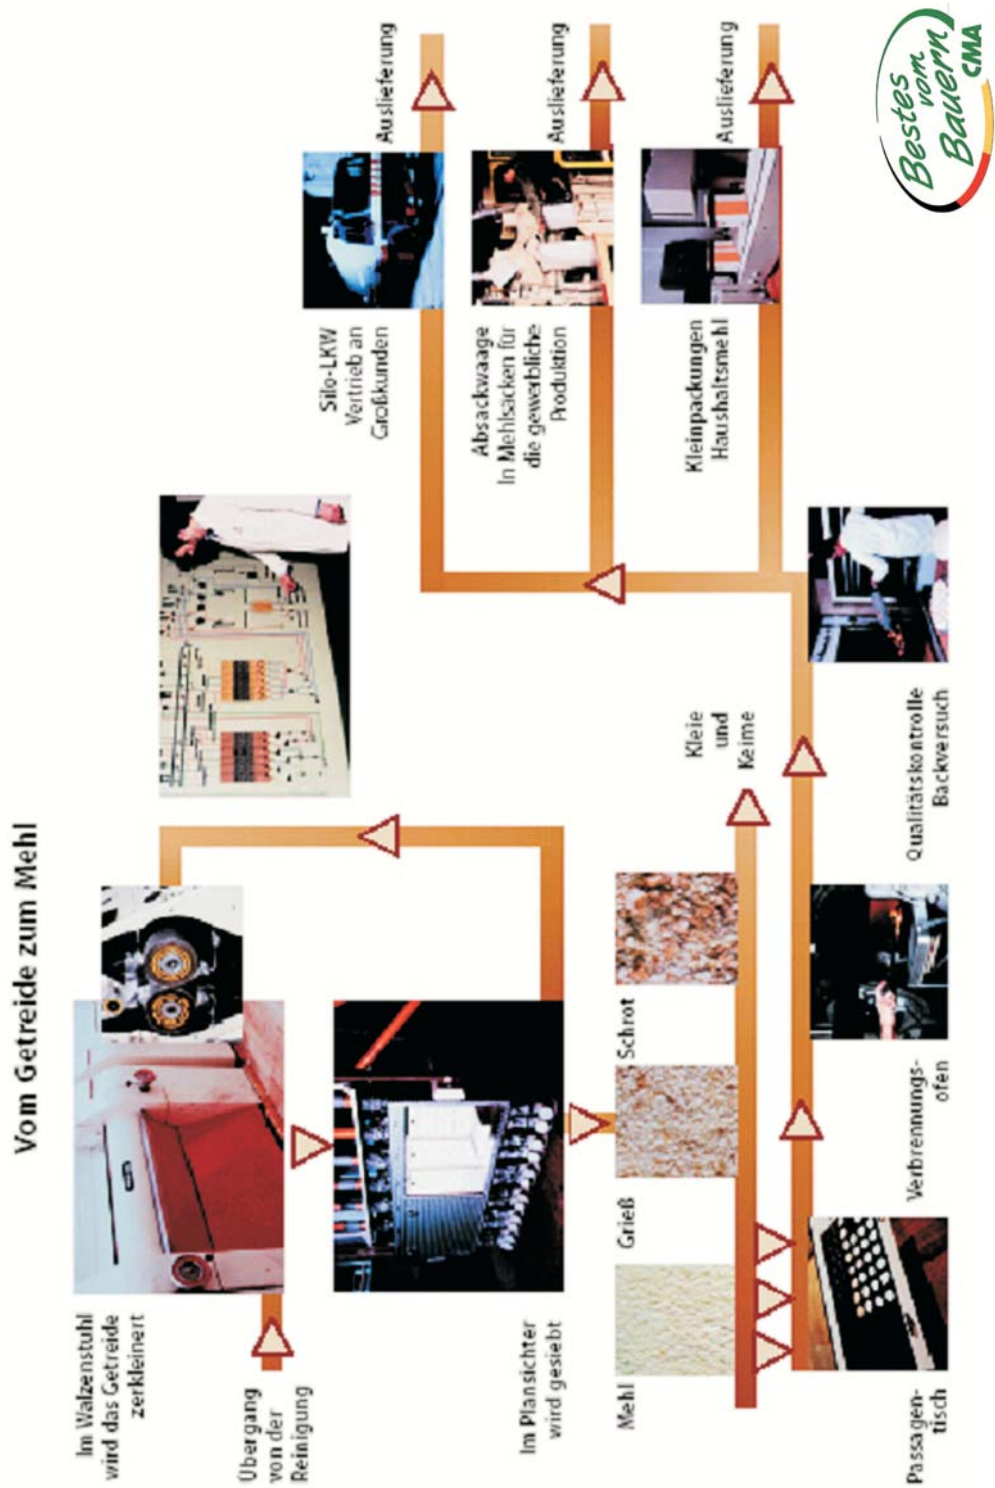 Vom Getreide zum Mehl
Im Walzenstuhl
wird das Getreide
zerkleinert
Übergang
von der
Reinigung
Im Plansichter
wird gesiebt
Mehl
Grieß
Schrot
Kleie
und
Keime
Passagen-
tisch
Verbrennungs-
ofen
Qualitätskontrolle
Backversuch
Silo-LKW
Vertrieb an
Großkunden
Auslieferung
Absackwaage
In Mehlsäcken für
die gewerbliche
Produktion
Auslieferung
Kleinpackungen
Haushaltsmehl
Auslieferung
Bestes
vom
Bauern
CMA